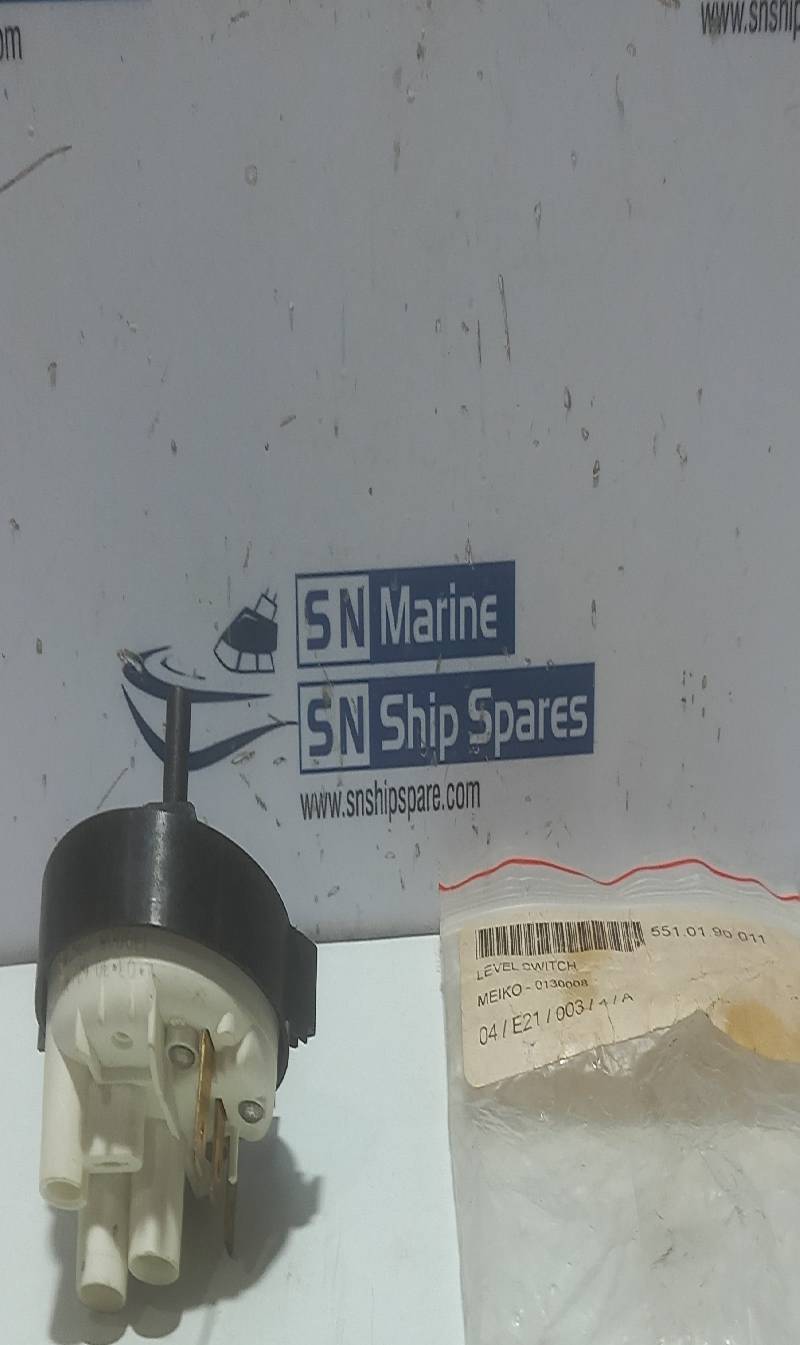 om
www.snship
SN Marine
SN Ship Spares
www.snshipspare.com
551.01.90.011
LEVEL SWITCH
MEIKO - 0130008
04 / E21 / 003 / 4 / A